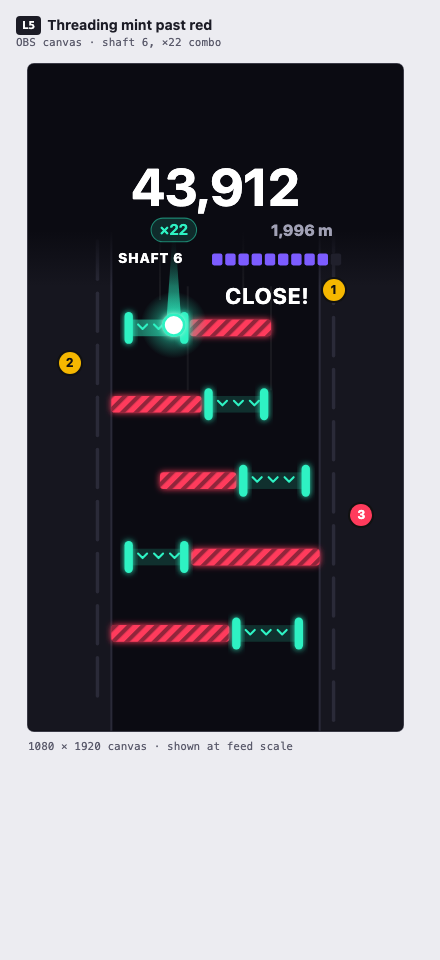 L5 Threading mint past red
OBS canvas · shaft 6, ×22 combo
43,912
×22 1,996 m
SHAFT 6
CLOSE! 1
2
3
1080 × 1920 canvas · shown at feed scale